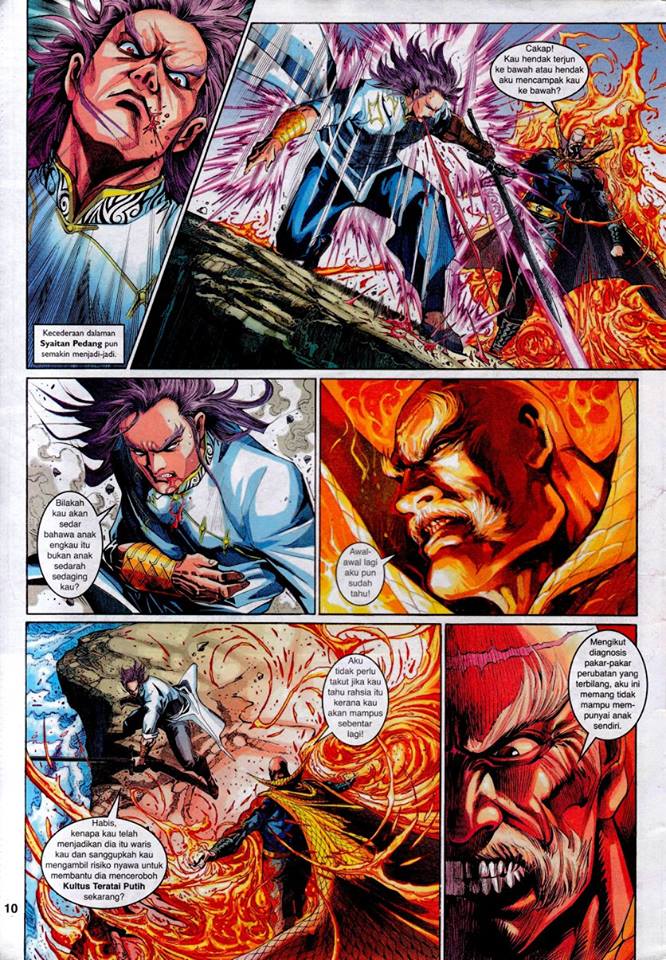 Kecederaan dalaman
Syaitan Pedang pun
semakin menjadi-jadi.
Cakap!
Kau hendak terjun
ke bawah atau hendak
aku mencampak kau
ke bawah?
Bilakah
kau akan
sedar
bahawa anak
engkau itu
bukan anak
sedarah
sedaging
kau?
Awal-
awal lagi
aku pun
sudah
tahu!
Aku
tidak perlu
takut jika kau
tahu rahsia itu
kerana kau
akan mampus
sebentar
lagi!
Habis,
kenapa kau telah
menjadikan dia itu waris
kau dan sanggupkah kau
mengambil risiko nyawa untuk
membantu dia menceroboh
Kultus Teratai Putih
sekarang?
Mengikut
diagnosis
pakar-pakar
perubatan yang
terbilang, aku ini
memang tidak
mampu mem-
punyai anak
sendiri.
10